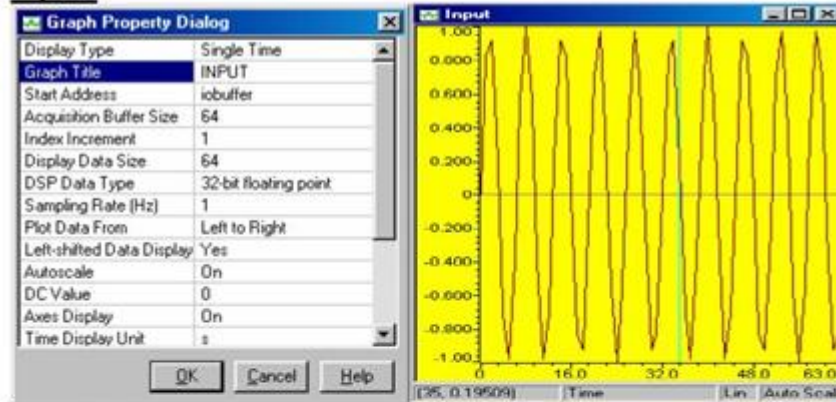 Graph Property Dialog
Display Type Single Time
Graph Title INPUT
Start Address iobuffer
Acquisition Buffer Size 64
Index Increment 1
Display Data Size 64
DSP Data Type 32-bit floating point
Sampling Rate (Hz) 1
Plot Data From Left to Right
Left-shifted Data Display Yes
Autoscale On
DC Value 0
Axes Display On
Time Display Unit s
OK Cancel Help
Input
1.00
0.800
0.600
0.400
0.200
0
-0.200
-0.400
-0.600
-0.800
-1.00
0 16.0 32.0 48.0 63.0
(35, 0.19509) Time Lin Auto Scal